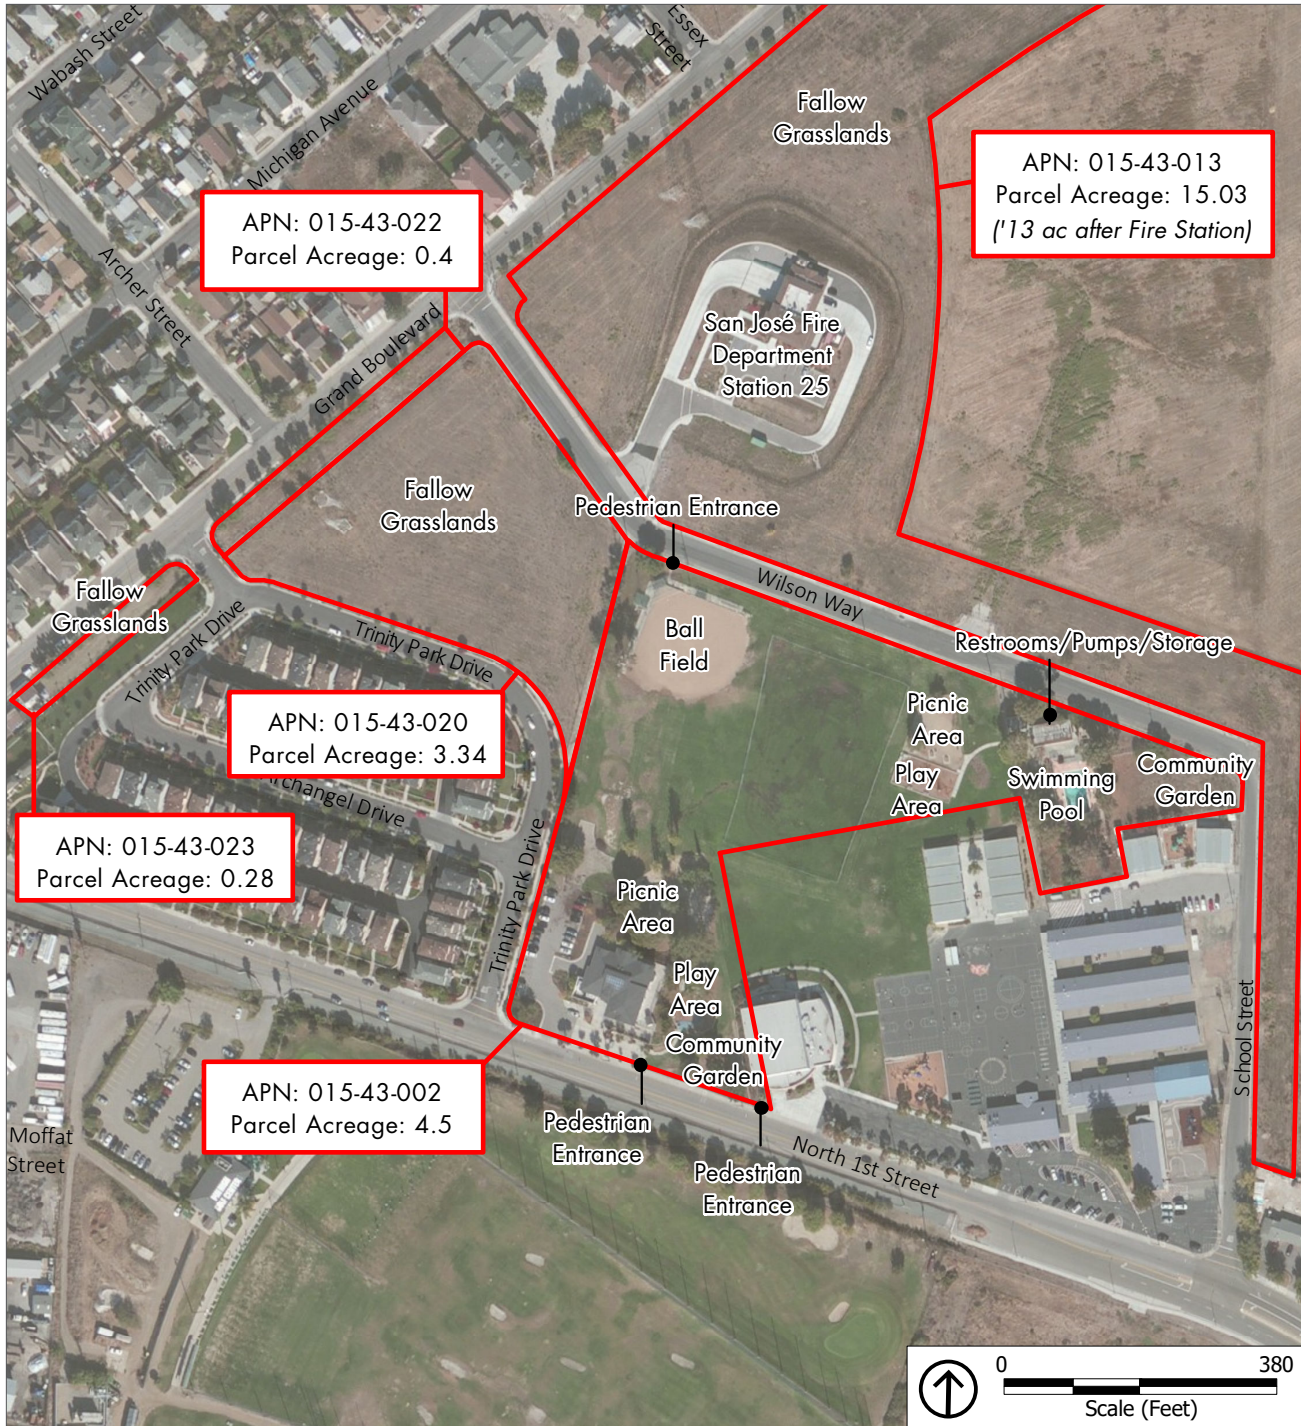 Wabash Street
Michigan Avenue
Essex
Street
Fallow
Grasslands
APN: 015-43-013
Parcel Acreage: 15.03
('13 ac after Fire Station)
APN: 015-43-022
Parcel Acreage: 0.4
Archer Street
Grand Boulevard
San José Fire
Department
Station 25
Fallow
Grasslands
Pedestrian Entrance
Wilson Way
Fallow
Grasslands
Trinity Park Drive
Trinity Park Drive
Ball
Field
Restrooms/Pumps/Storage
APN: 015-43-020
Parcel Acreage: 3.34
Picnic
Area
Play
Area
Swimming
Pool
Community
Garden
Archangel Drive
APN: 015-43-023
Parcel Acreage: 0.28
Trinity Park Drive
Picnic
Area
Play
Area
Community
Garden
School Street
APN: 015-43-002
Parcel Acreage: 4.5
Moffat
Street
Pedestrian
Entrance
Pedestrian
Entrance
North 1st Street
0 380
Scale (Feet)